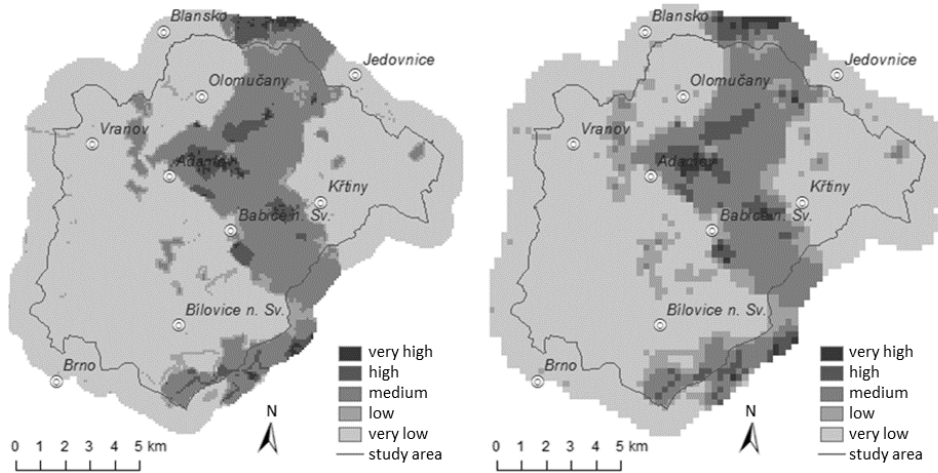 Blansko
Jedovnice
Olomučany
Vranov
Adamov
Křtiny
Babice n. Sv.
Bílovice n. Sv.
Brno
very high
high
medium
low
very low
study area
N
0 1 2 3 4 5 km
Blansko
Jedovnice
Olomučany
Vranov
Adamov
Křtiny
Babice n. Sv.
Bílovice n. Sv.
Brno
very high
high
medium
low
very low
study area
N
0 1 2 3 4 5 km